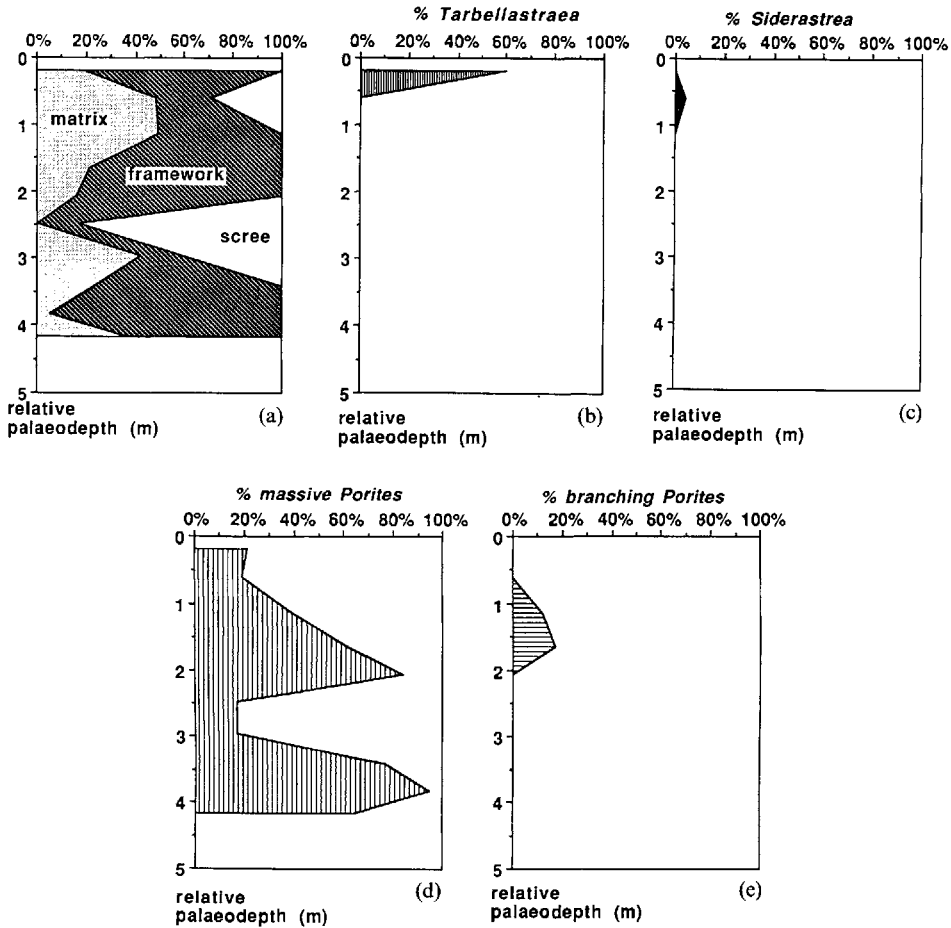 0% 20% 40% 60% 80% 100%
0
1
2
3
4
5
matrix
framework
scree
relative
palaeodepth (m)
(a)
% Tarbellastraea
0% 20% 40% 60% 80% 100%
0
1
2
3
4
5
relative
palaeodepth (m)
(b)
% Siderastrea
0% 20% 40% 60% 80% 100%
0
1
2
3
4
5
relative
palaeodepth (m)
(c)
% massive Porites
0% 20% 40% 60% 80% 100%
0
1
2
3
4
5
relative
palaeodepth (m)
(d)
% branching Porites
0% 20% 40% 60% 80% 100%
0
1
2
3
4
5
relative
palaeodepth (m)
(e)